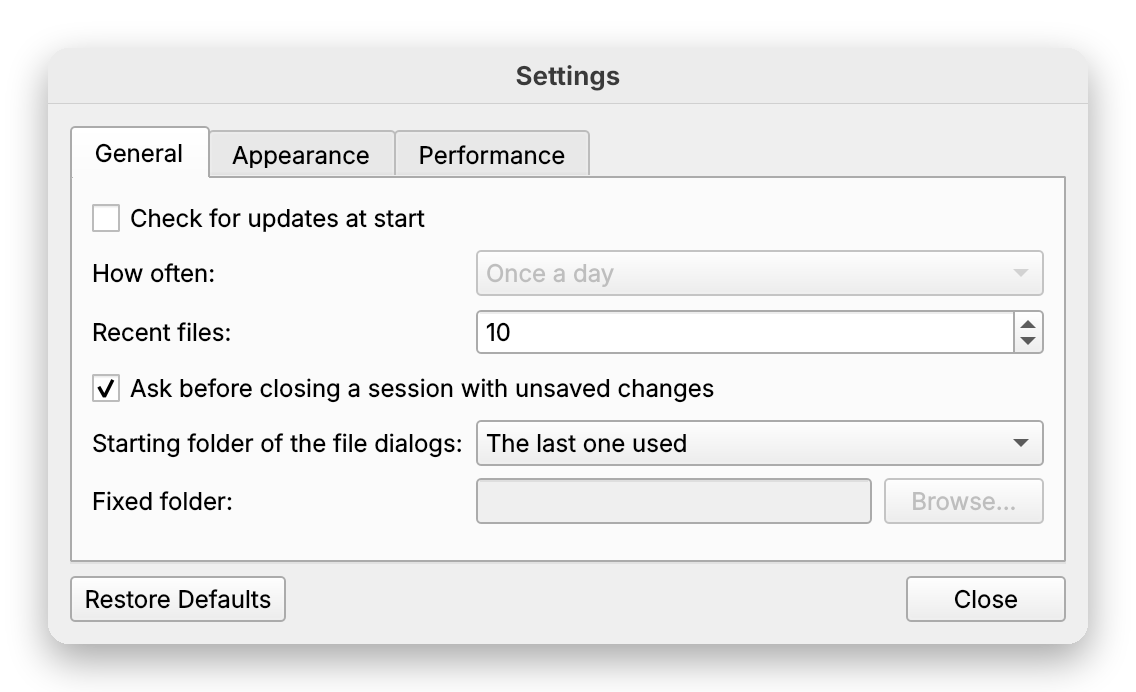 Settings
General Appearance Performance
Check for updates at start
How often: Once a day
Recent files: 10
Ask before closing a session with unsaved changes
Starting folder of the file dialogs: The last one used
Fixed folder: Browse...
Restore Defaults Close